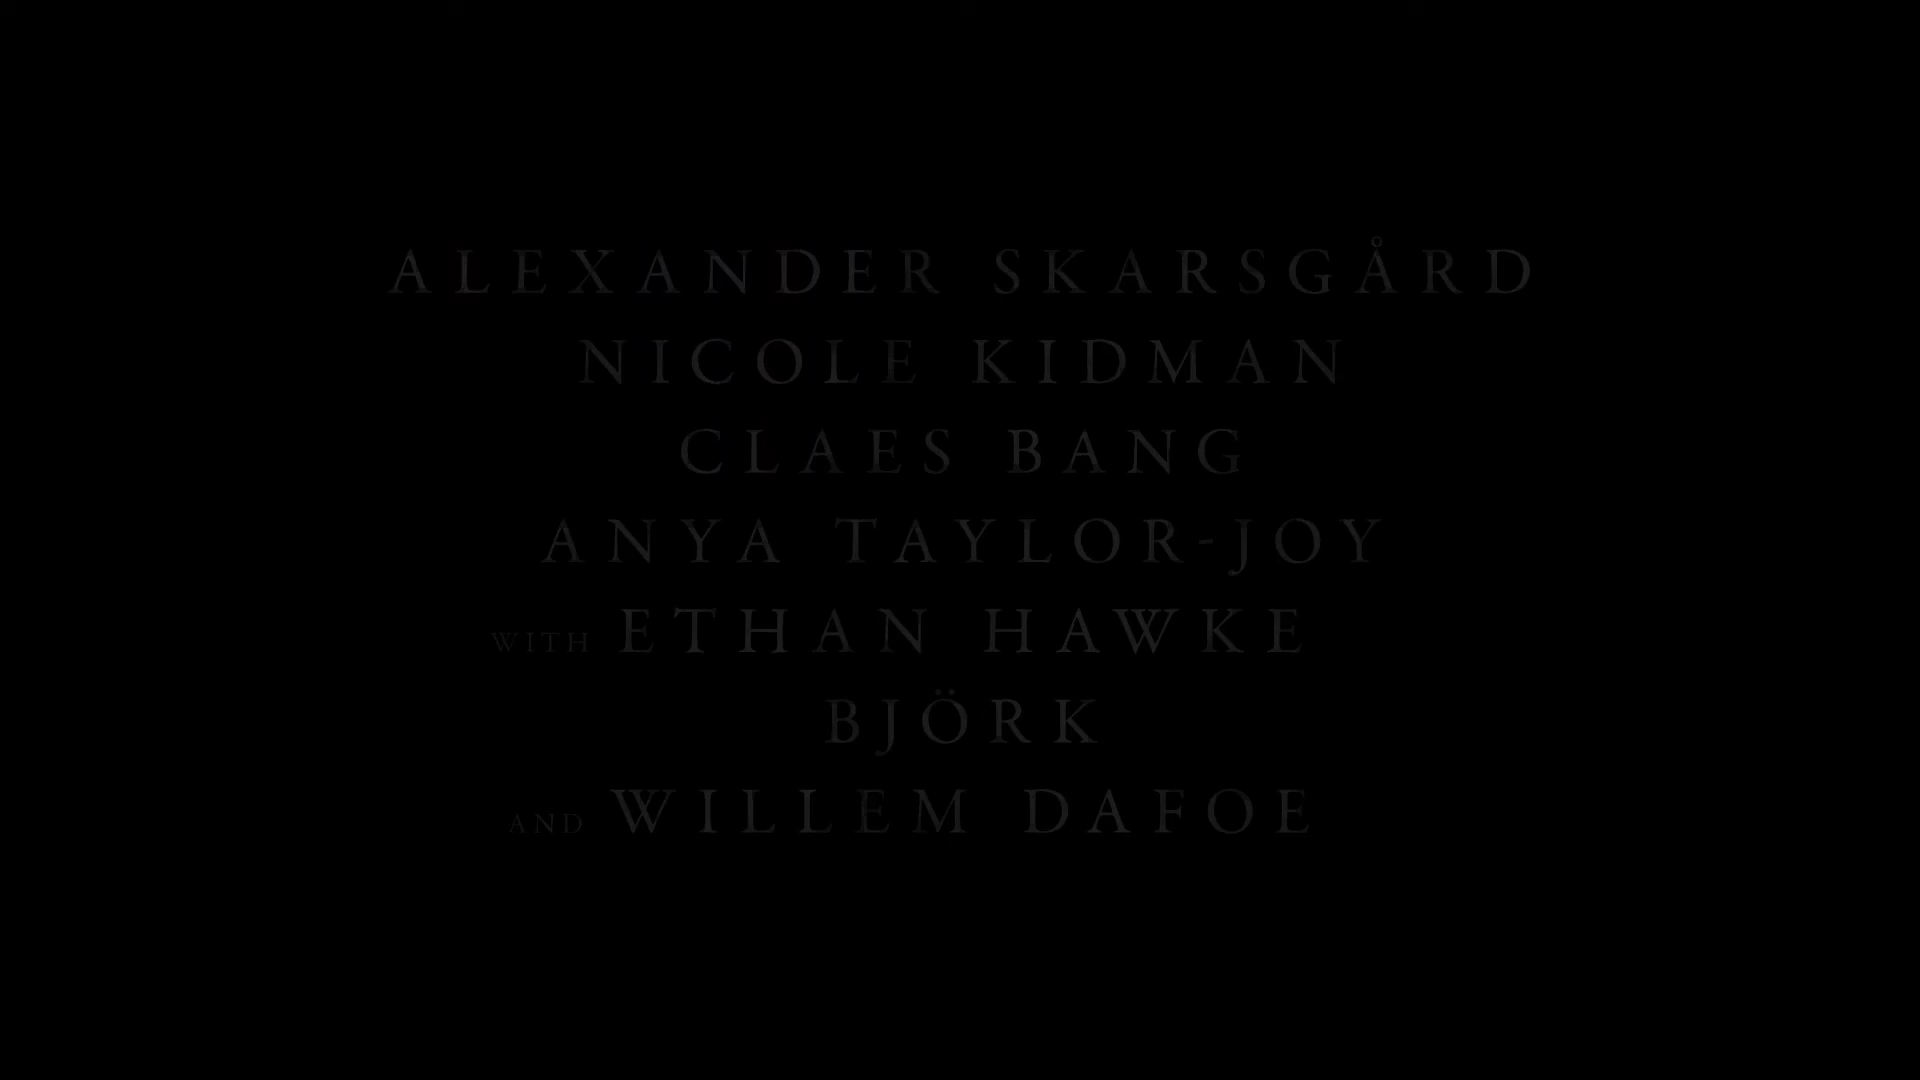 ALEXANDER SKARSGÅRD
NICOLE KIDMAN
CLAES BANG
ANYA TAYLOR-JOY
WITH ETHAN HAWKE
BJÖRK
AND WILLEM DAFOE